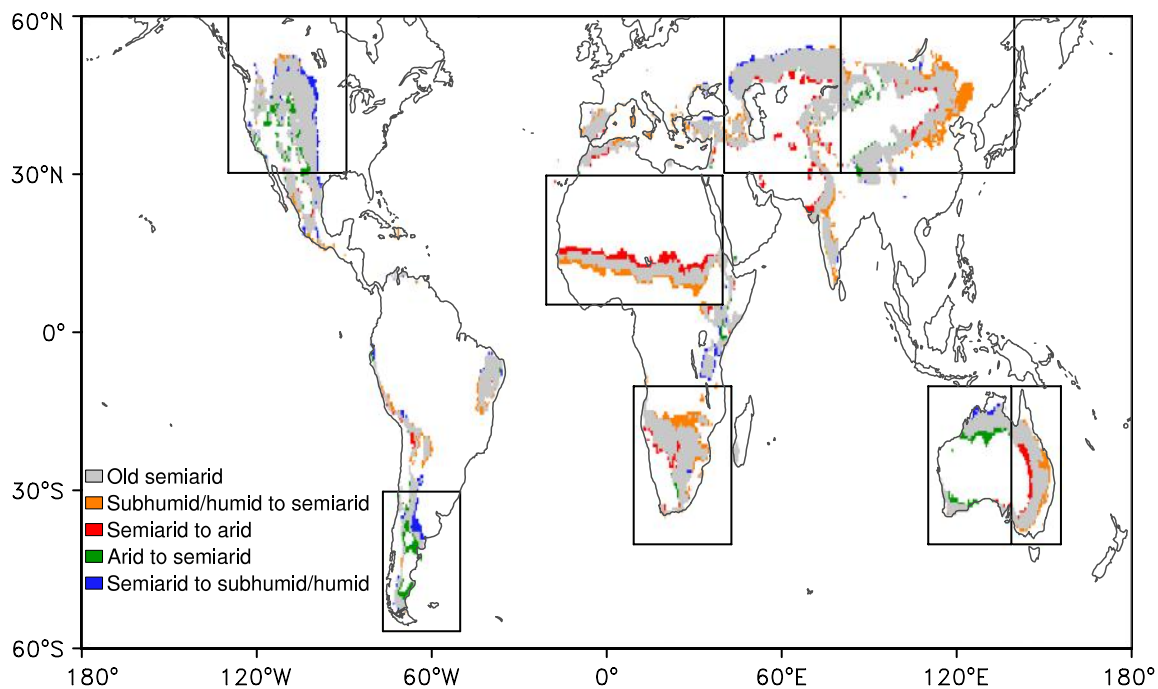 60°N
30°N
0°
30°S
60°S
Old semiarid
Subhumid/humid to semiarid
Semiarid to arid
Arid to semiarid
Semiarid to subhumid/humid
180° 120°W 60°W 0° 60°E 120°E 180°